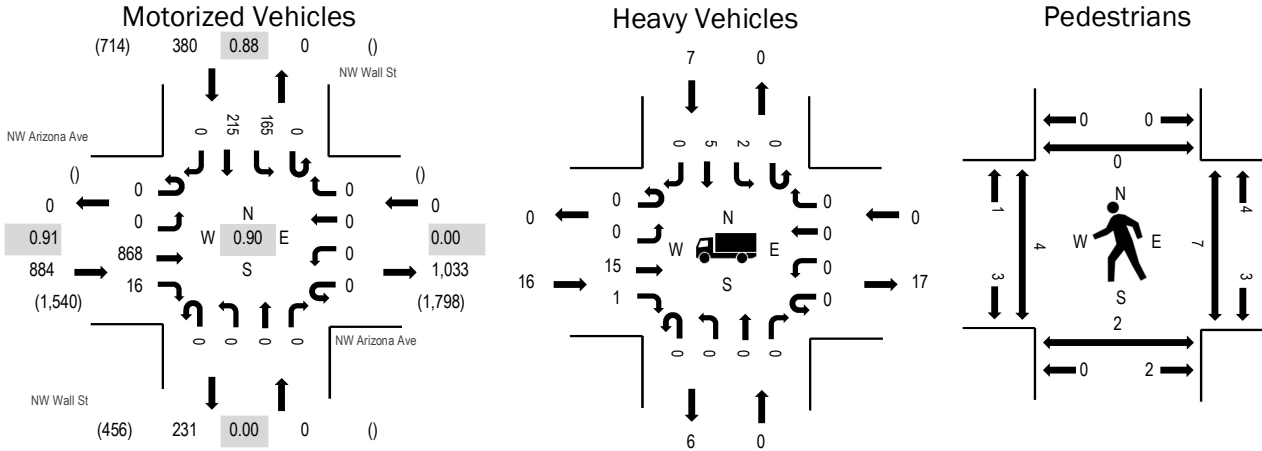 Motorized Vehicles
(714) 380 0.88 0 ()
NW Wall St
NW Arizona Ave
0 215 165 0
()
0
0.91
884
(1,540)
0
0
868
16
N
W 0.90 E
S
0
0
0
0
()
0
0.00
1,033
(1,798)
0 0 0 0
NW Arizona Ave
NW Wall St
(456) 231 0.00 0 ()
Heavy Vehicles
7 0
0 5 2 0
0
16
0
0
15
1
N
W E
S
0
0
0
0
0
17
0 0 0 0
6 0
Pedestrians
0 0
0
1
3
4
N
W E
S
7
4
3
2
0 2